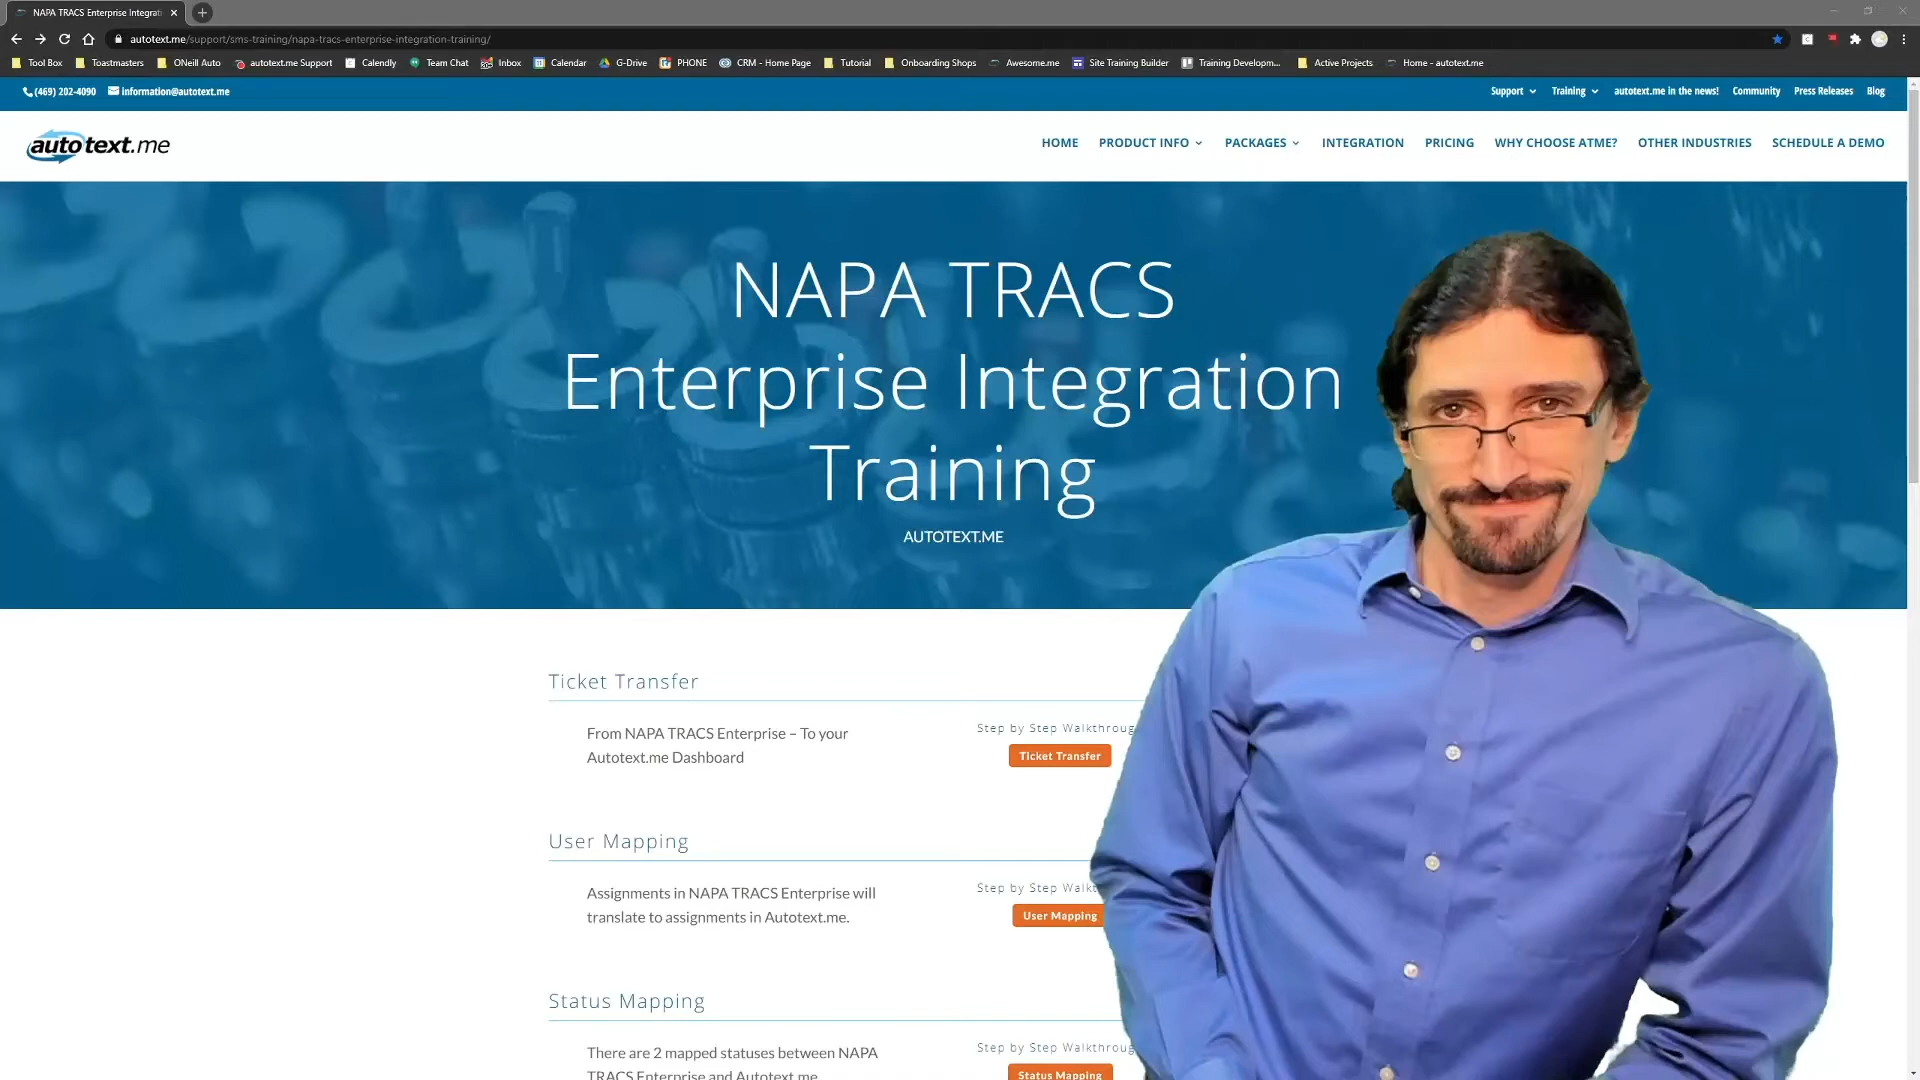 NAPA TRACS Enterprise Integrati
autotext.me/support/sms-training/napa-tracs-enterprise-integration-training/
Tool Box Toastmasters ONeill Auto autotext.me Support Calendly Team Chat Inbox Calendar G-Drive PHONE CRM - Home Page Tutorial Onboarding Shops Awesome.me Site Training Builder Training Developm... Active Projects Home - autotext.me
(469) 202-4090 information@autotext.me Support Training autotext.me in the news! Community Press Releases Blog
autotext.me HOME PRODUCT INFO PACKAGES INTEGRATION PRICING WHY CHOOSE ATME? OTHER INDUSTRIES SCHEDULE A DEMO
NAPA TRACS
Enterprise Integration
Training
AUTOTEXT.ME
Ticket Transfer
From NAPA TRACS Enterprise – To your
Autotext.me Dashboard
Step by Step Walkthroug
Ticket Transfer
User Mapping
Assignments in NAPA TRACS Enterprise will
translate to assignments in Autotext.me.
Step by Step Walkt
User Mapping
Status Mapping
There are 2 mapped statuses between NAPA
TRACS Enterprise and Autotext.me
Step by Step Walkthroug
Status Mapping